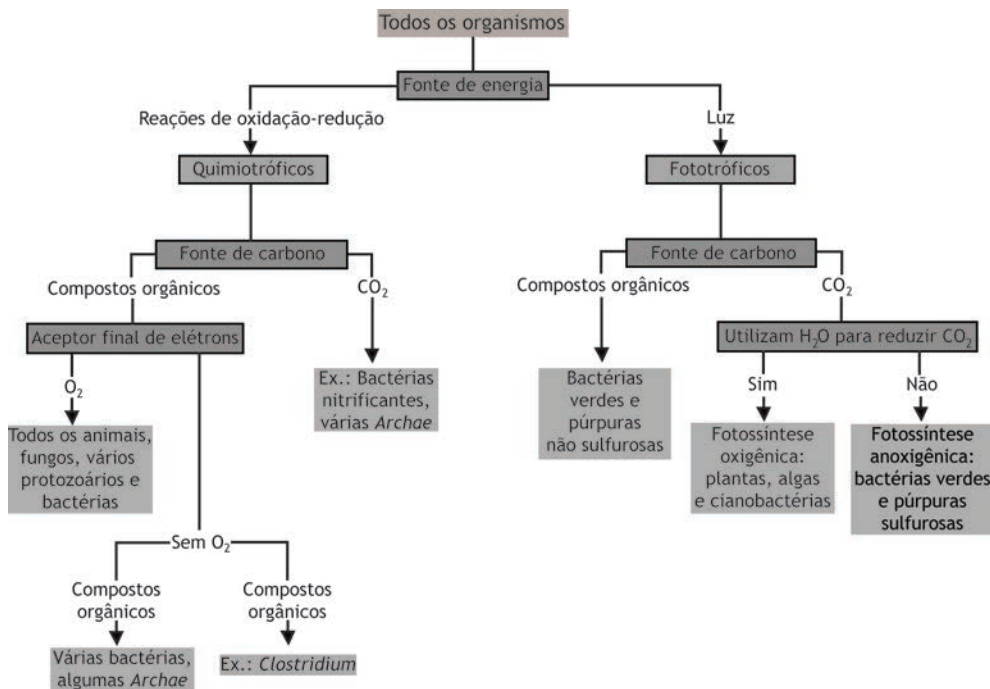 Todos os organismos
Fonte de energia
Reações de oxidação-redução
Luz
Quimiotróficos
Fototróficos
Fonte de carbono
Fonte de carbono
Compostos orgânicos
CO₂
Compostos orgânicos
CO₂
Aceptor final de elétrons
Utilizam H₂O para reduzir CO₂
O₂
Ex.: Bactérias
nitrificantes,
várias Archae
Bactérias
verdes e
púrpuras
não sulfurosas
Sim
Não
Todos os animais,
fungos, vários
protozoários e
bactérias
Fotossíntese
oxigênica:
plantas, algas
e cianobactérias
Fotossíntese
anoxigênica:
bactérias verdes
e púrpuras
sulfurosas
Sem O₂
Compostos
orgânicos
Compostos
orgânicos
Várias bactérias,
algumas Archae
Ex.: Clostridium